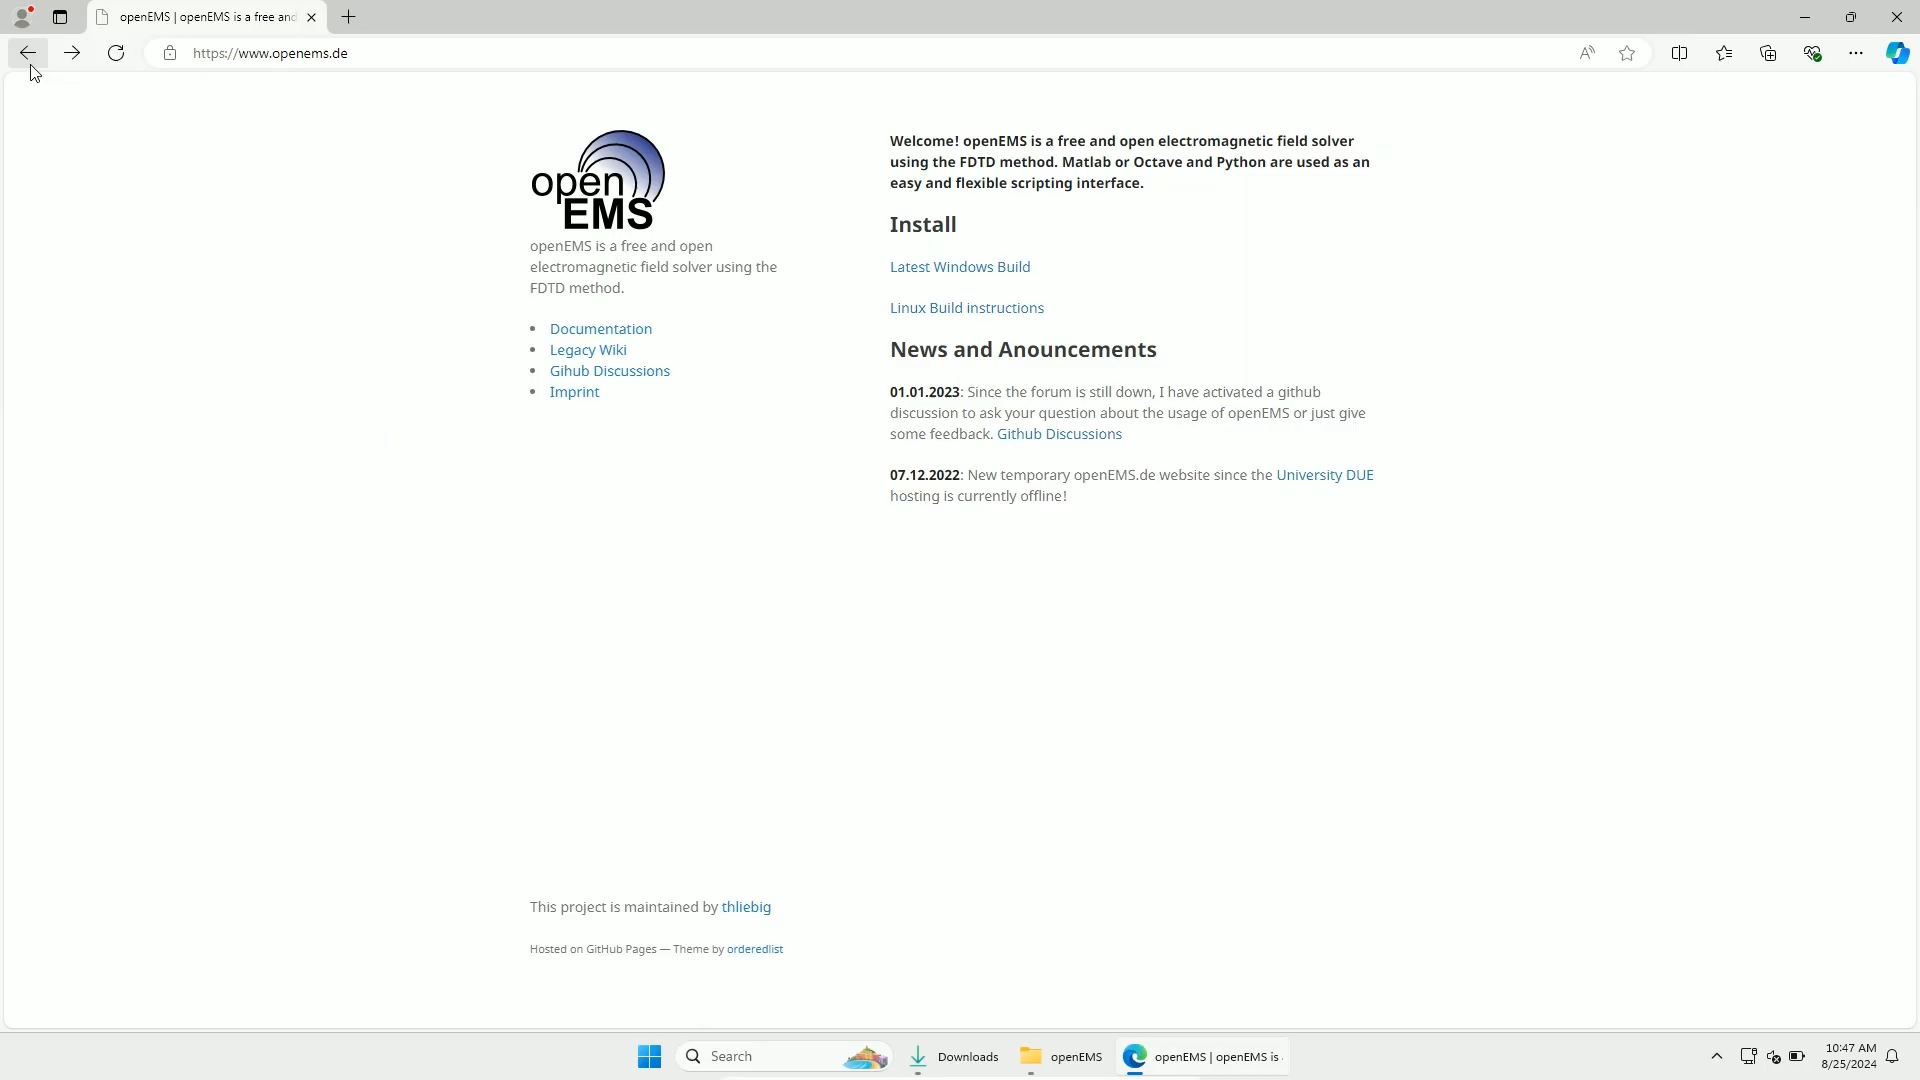 openEMS | openEMS is a free and
https://www.openems.de
open
EMS
openEMS is a free and open
electromagnetic field solver using the
FDTD method.
Documentation
Legacy Wiki
Gihub Discussions
Imprint
Welcome! openEMS is a free and open electromagnetic field solver
using the FDTD method. Matlab or Octave and Python are used as an
easy and flexible scripting interface.
Install
Latest Windows Build
Linux Build instructions
News and Anouncements
01.01.2023: Since the forum is still down, I have activated a github
discussion to ask your question about the usage of openEMS or just give
some feedback. Github Discussions
07.12.2022: New temporary openEMS.de website since the University DUE
hosting is currently offline!
This project is maintained by thliebig
Hosted on GitHub Pages — Theme by orderedlist
Search
Downloads
openEMS
openEMS | openEMS is
10:47 AM
8/25/2024